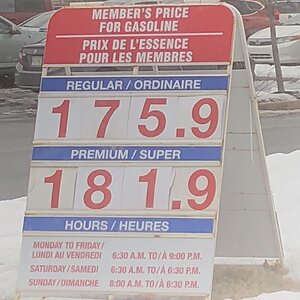 MEMBER'S PRICE
FOR GASOLINE
PRIX DE L'ESSENCE
POUR LES MEMBRES
REGULAR / ORDINAIRE
175.9
PREMIUM / SUPER
181.9
HOURS / HEURES
MONDAY TO FRIDAY/
LUNDI AU VENDREDI 6:30 A.M. TO/À 9:00 P.M.
SATURDAY/SAMEDI 6:30 A.M. TO/À 6:30 P.M.
SUNDAY/DIMANCHE 8:00 A.M. TO/À 6:30 P.M.